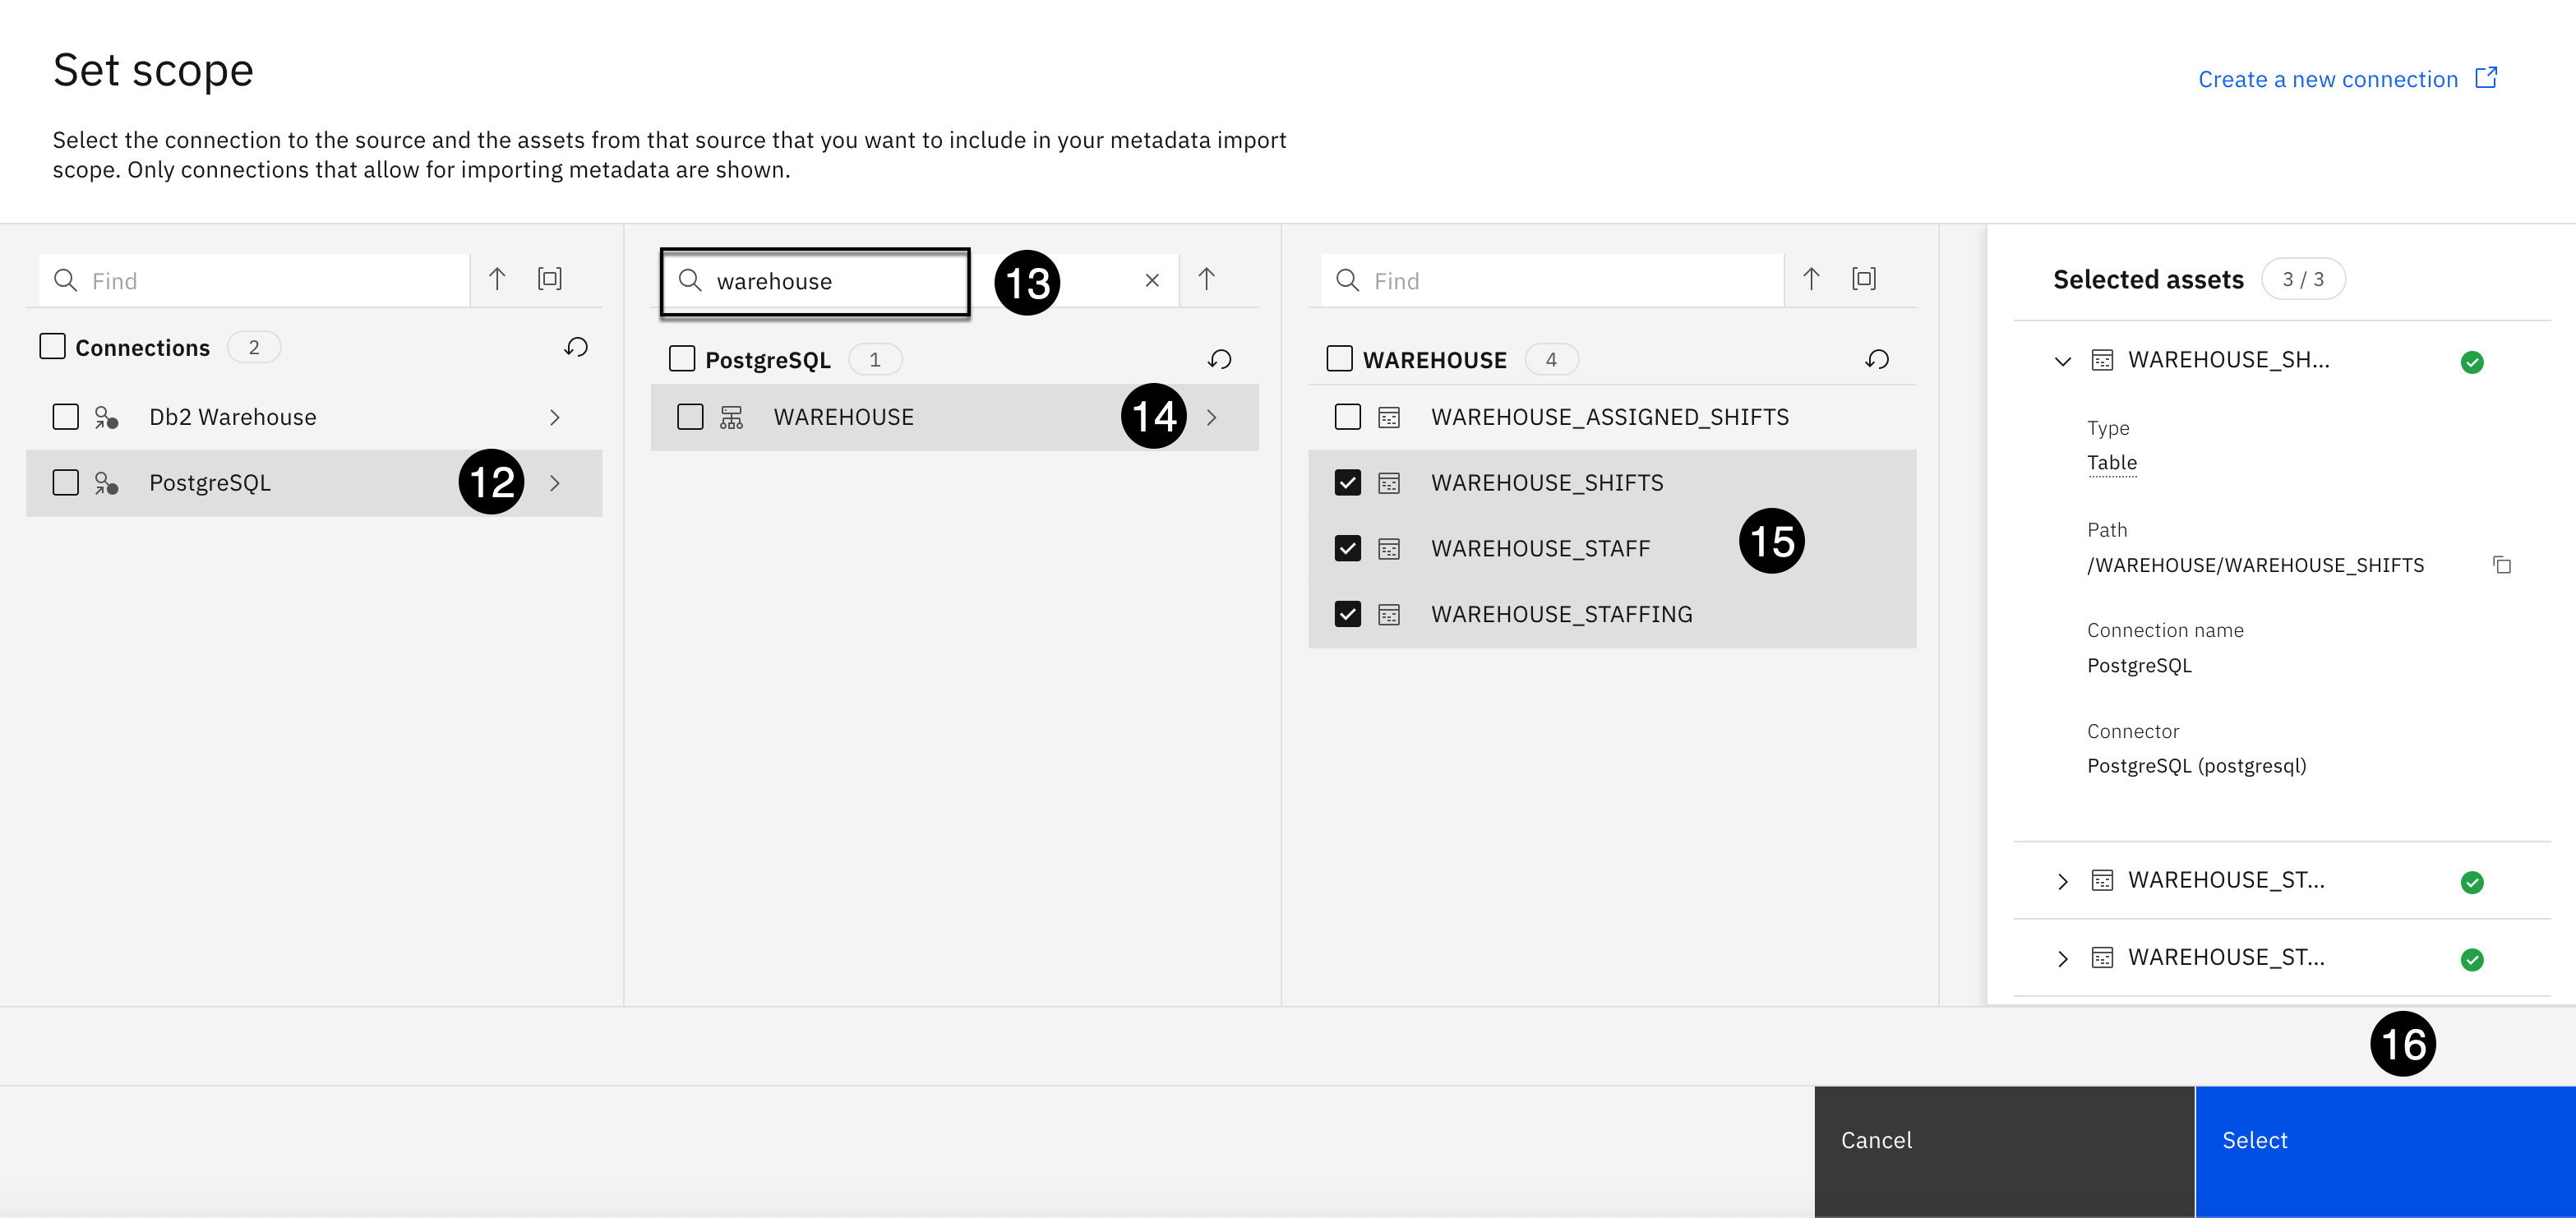 Set scope
Create a new connection
Select the connection to the source and the assets from that source that you want to include in your metadata import
scope. Only connections that allow for importing metadata are shown.
Find
Connections 2
Db2 Warehouse
PostgreSQL 12
warehouse 13
PostgreSQL 1
WAREHOUSE 14
Find
WAREHOUSE 4
WAREHOUSE_ASSIGNED_SHIFTS
WAREHOUSE_SHIFTS
WAREHOUSE_STAFF
15
WAREHOUSE_STAFFING
Selected assets 3 / 3
WAREHOUSE_SH...
Type
Table
Path
/WAREHOUSE/WAREHOUSE_SHIFTS
Connection name
PostgreSQL
Connector
PostgreSQL (postgresql)
WAREHOUSE_ST...
WAREHOUSE_ST...
16
Cancel
Select